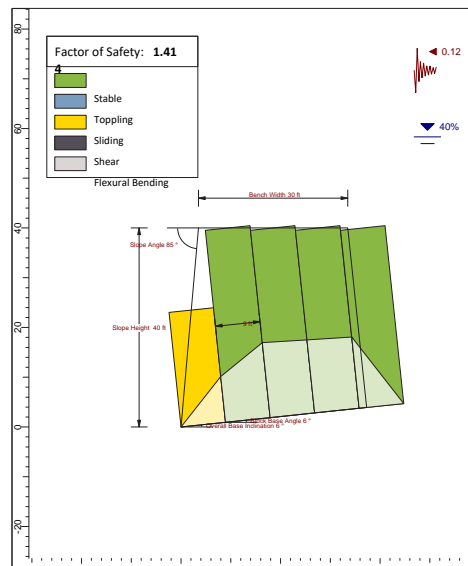 80
60
40
20
0
-20
Factor of Safety: 1.41
4
Stable
Toppling
Sliding
Shear
Flexural Bending
0.12
40%
Bench Width 30 ft
Slope Angle 85 °
Slope Height 40 ft
9 ft
Block Base Angle 6 °
Overall Base Inclination 6 °